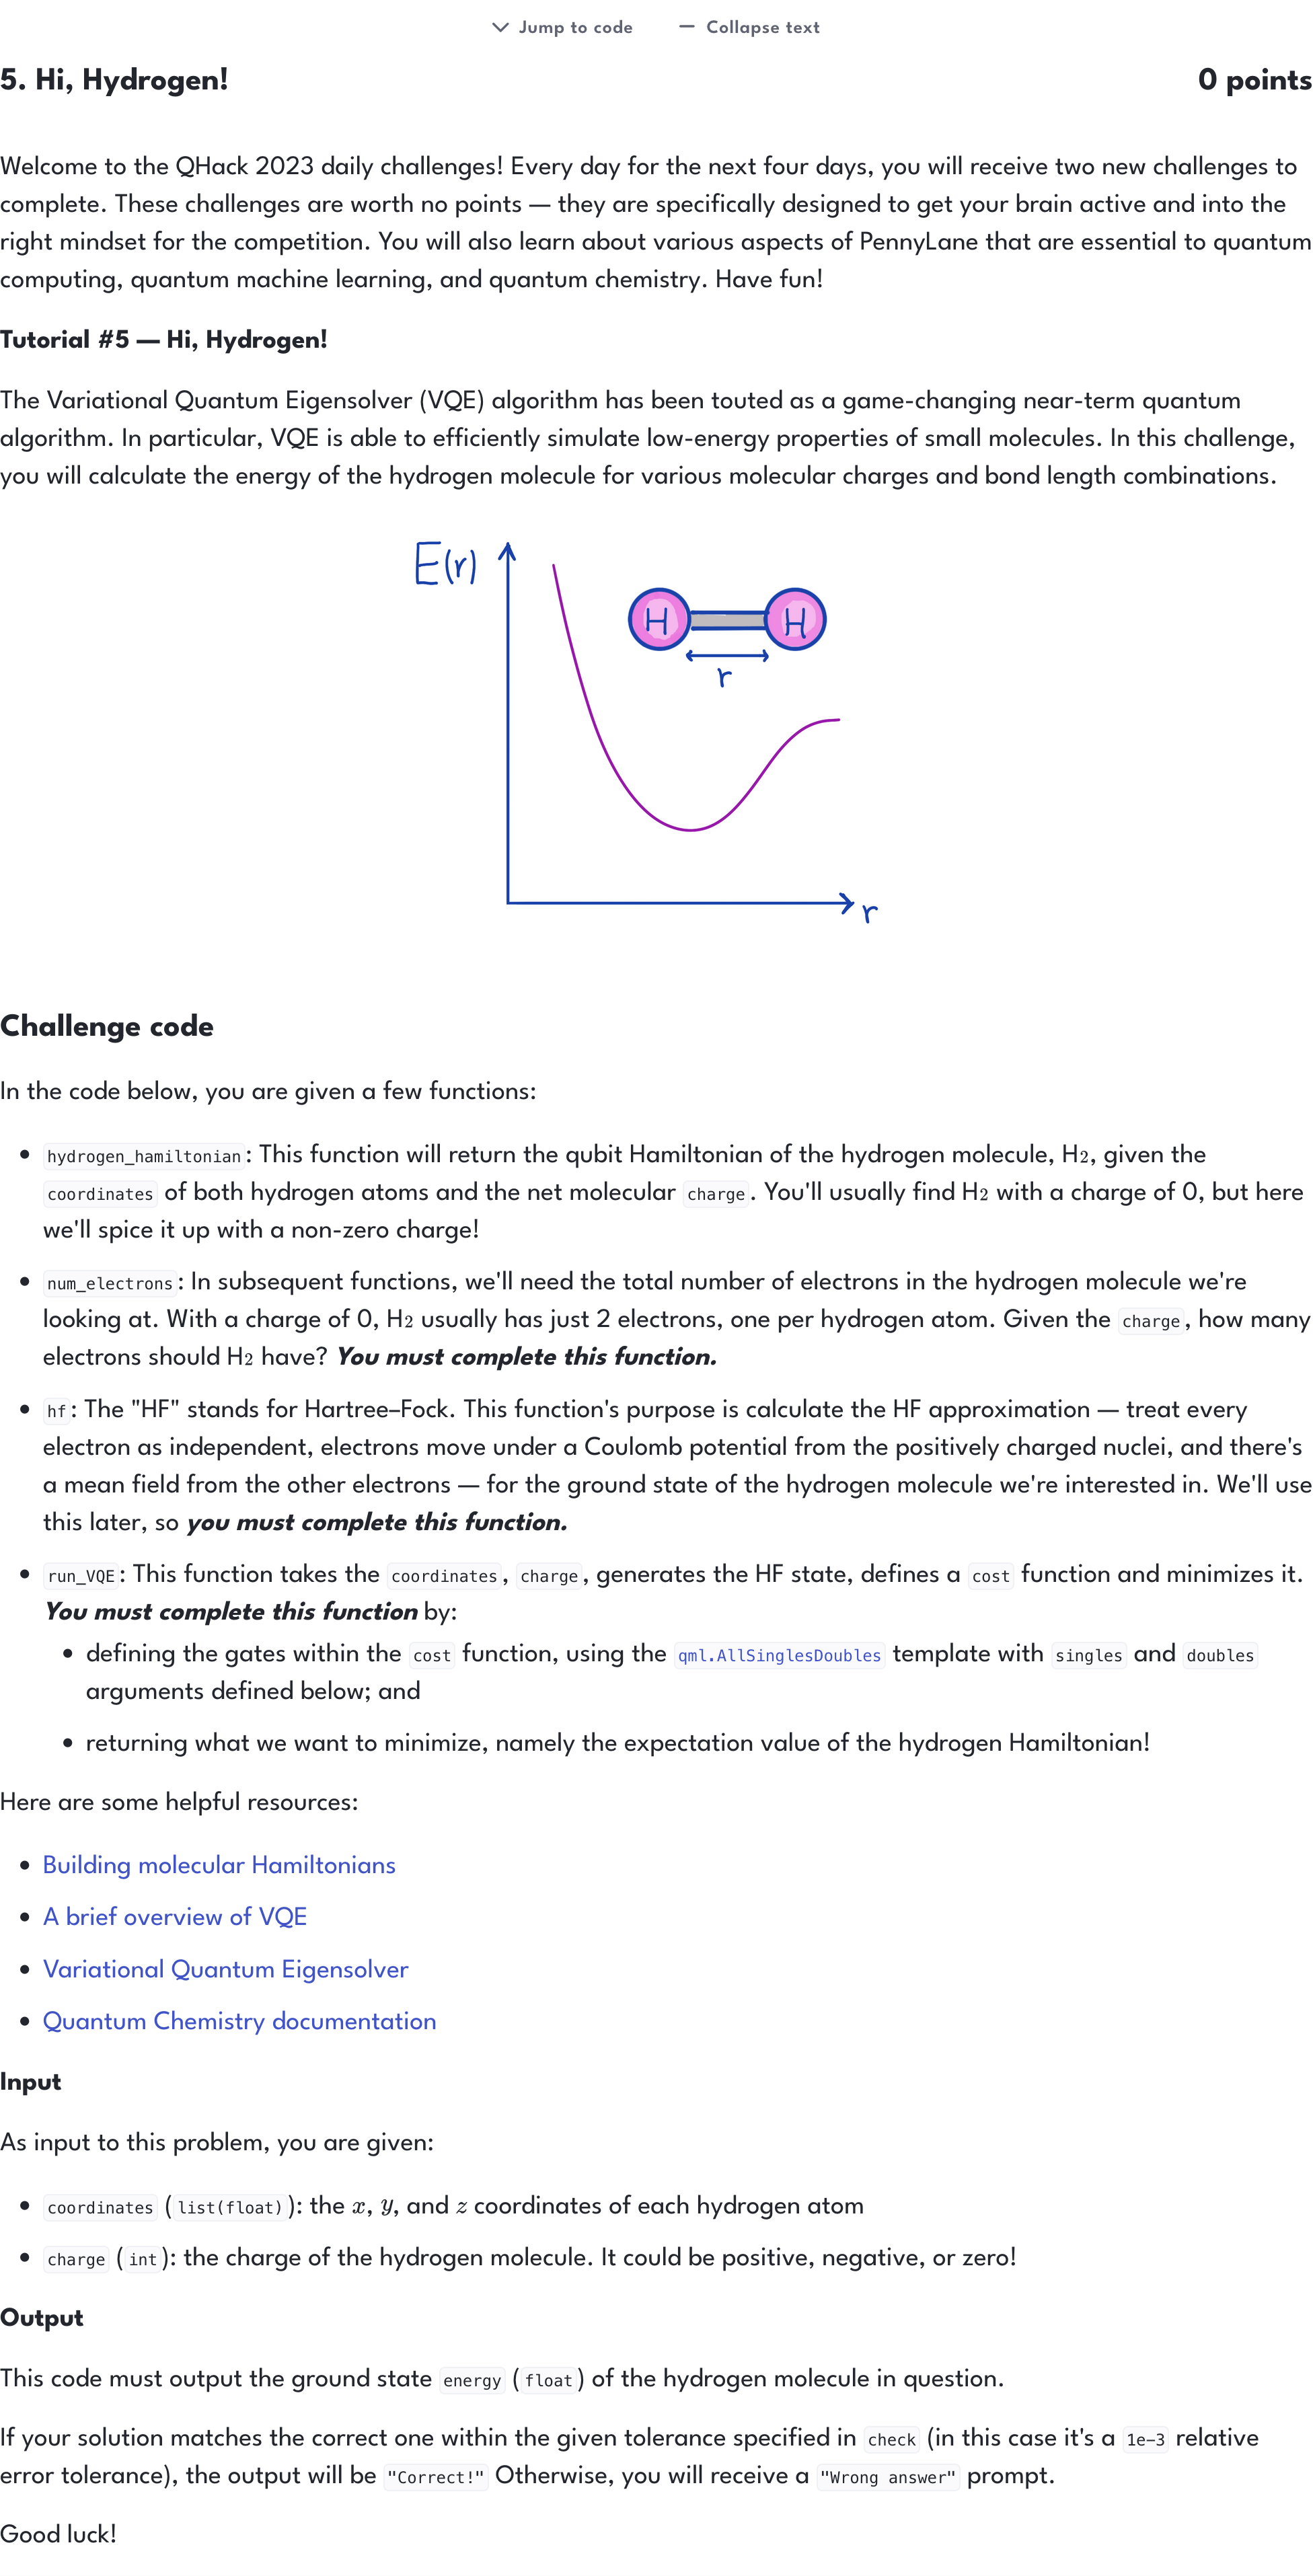 Jump to code — Collapse text
5. Hi, Hydrogen! 0 points
Welcome to the QHack 2023 daily challenges! Every day for the next four days, you will receive two new challenges to
complete. These challenges are worth no points — they are specifically designed to get your brain active and into the
right mindset for the competition. You will also learn about various aspects of PennyLane that are essential to quantum
computing, quantum machine learning, and quantum chemistry. Have fun!
Tutorial #5 — Hi, Hydrogen!
The Variational Quantum Eigensolver (VQE) algorithm has been touted as a game-changing near-term quantum
algorithm. In particular, VQE is able to efficiently simulate low-energy properties of small molecules. In this challenge,
you will calculate the energy of the hydrogen molecule for various molecular charges and bond length combinations.
E(r)
H H
r
r
Challenge code
In the code below, you are given a few functions:
• hydrogen_hamiltonian: This function will return the qubit Hamiltonian of the hydrogen molecule, H₂, given the
coordinates of both hydrogen atoms and the net molecular charge. You'll usually find H₂ with a charge of 0, but here
we'll spice it up with a non-zero charge!
• num_electrons: In subsequent functions, we'll need the total number of electrons in the hydrogen molecule we're
looking at. With a charge of 0, H₂ usually has just 2 electrons, one per hydrogen atom. Given the charge, how many
electrons should H₂ have? You must complete this function.
• hf: The "HF" stands for Hartree–Fock. This function's purpose is calculate the HF approximation — treat every
electron as independent, electrons move under a Coulomb potential from the positively charged nuclei, and there's
a mean field from the other electrons — for the ground state of the hydrogen molecule we're interested in. We'll use
this later, so you must complete this function.
• run_VQE: This function takes the coordinates, charge, generates the HF state, defines a cost function and minimizes it.
You must complete this function by:
• defining the gates within the cost function, using the qml.AllSinglesDoubles template with singles and doubles
arguments defined below; and
• returning what we want to minimize, namely the expectation value of the hydrogen Hamiltonian!
Here are some helpful resources:
• Building molecular Hamiltonians
• A brief overview of VQE
• Variational Quantum Eigensolver
• Quantum Chemistry documentation
Input
As input to this problem, you are given:
• coordinates (list(float)): the x, y, and z coordinates of each hydrogen atom
• charge (int): the charge of the hydrogen molecule. It could be positive, negative, or zero!
Output
This code must output the ground state energy (float) of the hydrogen molecule in question.
If your solution matches the correct one within the given tolerance specified in check (in this case it's a 1e-3 relative
error tolerance), the output will be "Correct!" Otherwise, you will receive a "Wrong answer" prompt.
Good luck!